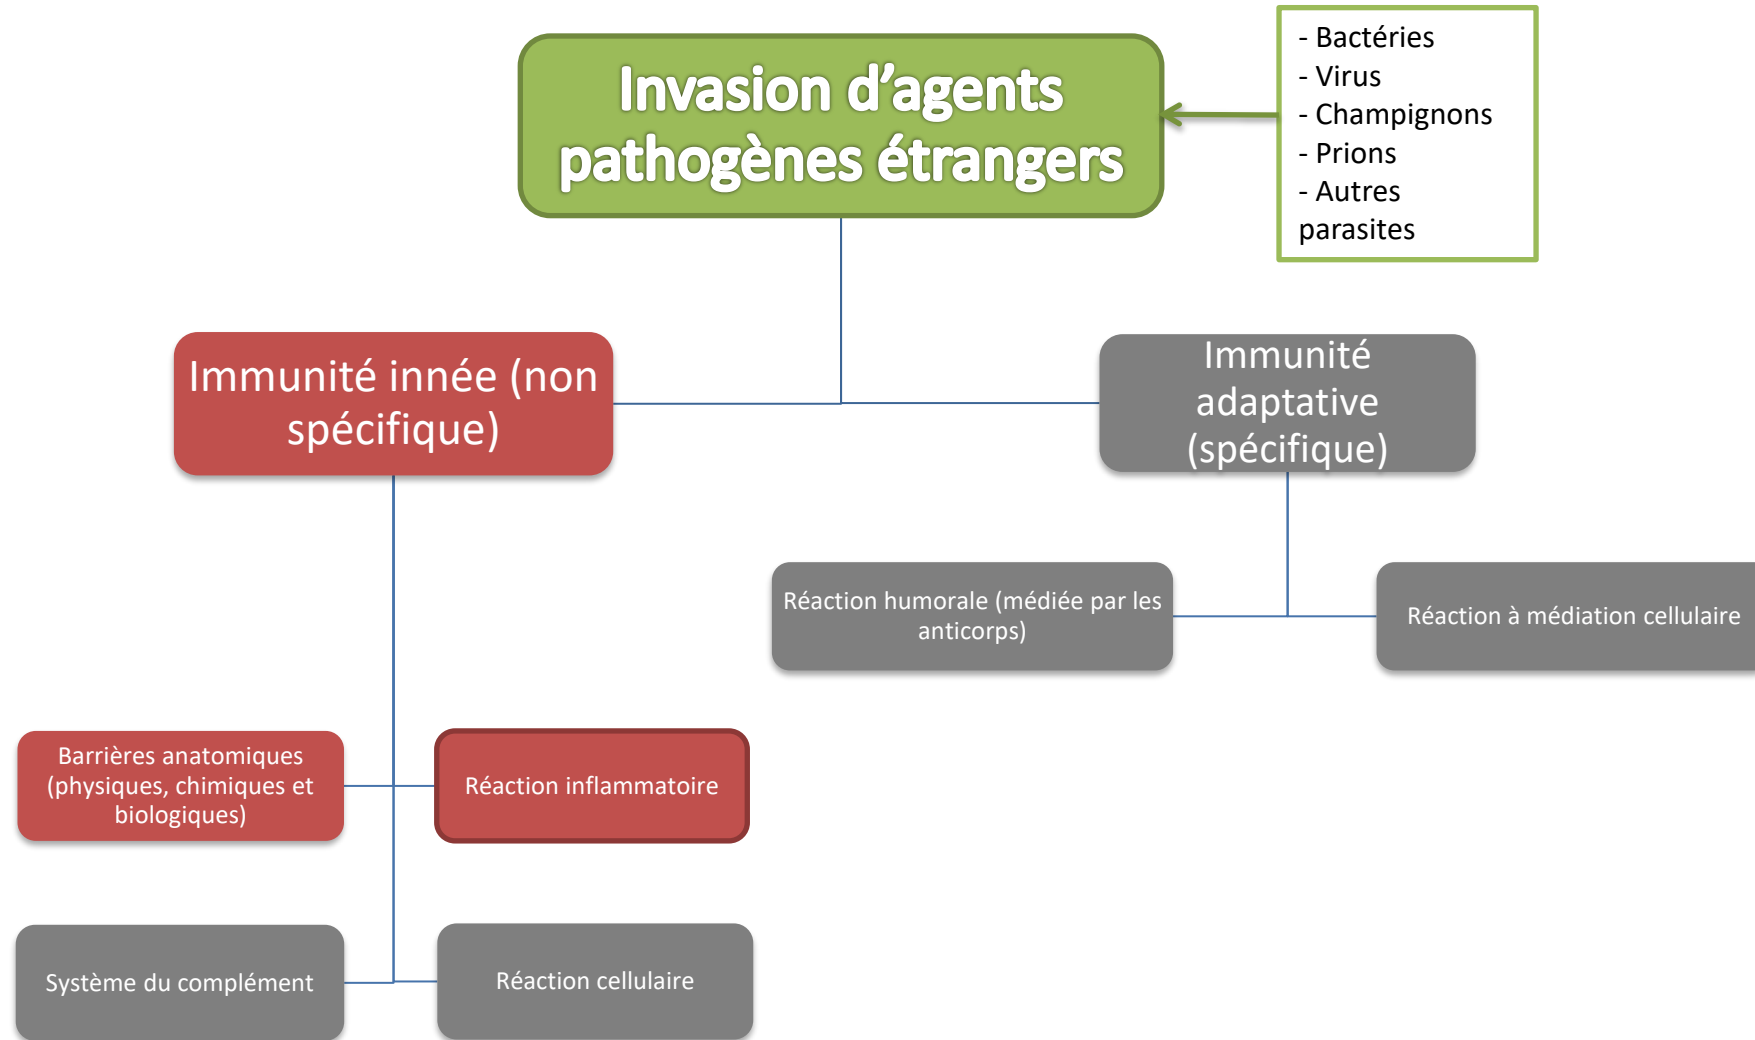 Invasion d’agents
pathogènes étrangers
- Bactéries
- Virus
- Champignons
- Prions
- Autres
parasites
Immunité innée (non
spécifique)
Immunité
adaptative
(spécifique)
Réaction humorale (médiée par les
anticorps)
Réaction à médiation cellulaire
Barrières anatomiques
(physiques, chimiques et
biologiques)
Réaction inflammatoire
Système du complément
Réaction cellulaire